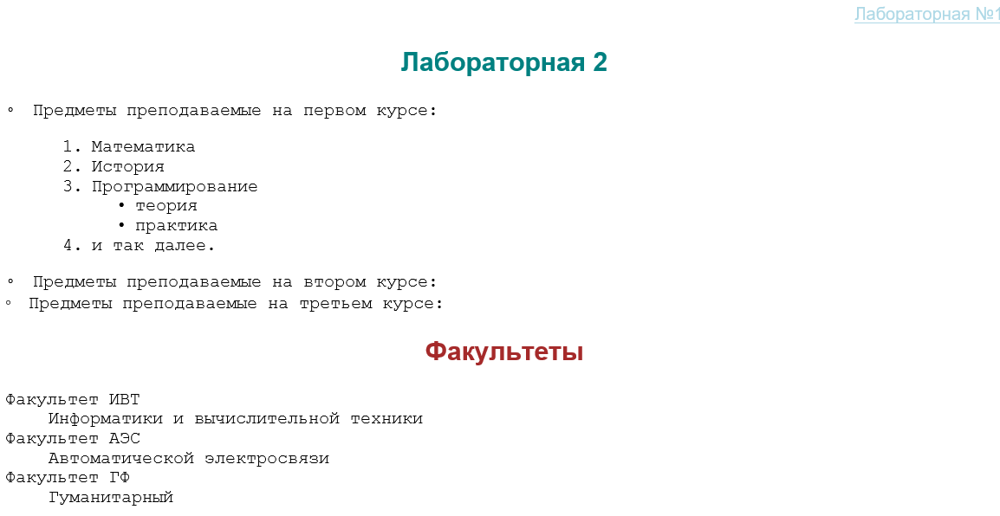 Лабораторная №1
Лабораторная 2
◦ Предметы преподаваемые на первом курсе:
1. Математика
2. История
3. Программирование
• теория
• практика
4. и так далее.
◦ Предметы преподаваемые на втором курсе:
◦ Предметы преподаваемые на третьем курсе:
Факультеты
Факультет ИВТ
Информатики и вычислительной техники
Факультет АЭС
Автоматической электросвязи
Факультет ГФ
Гуманитарный